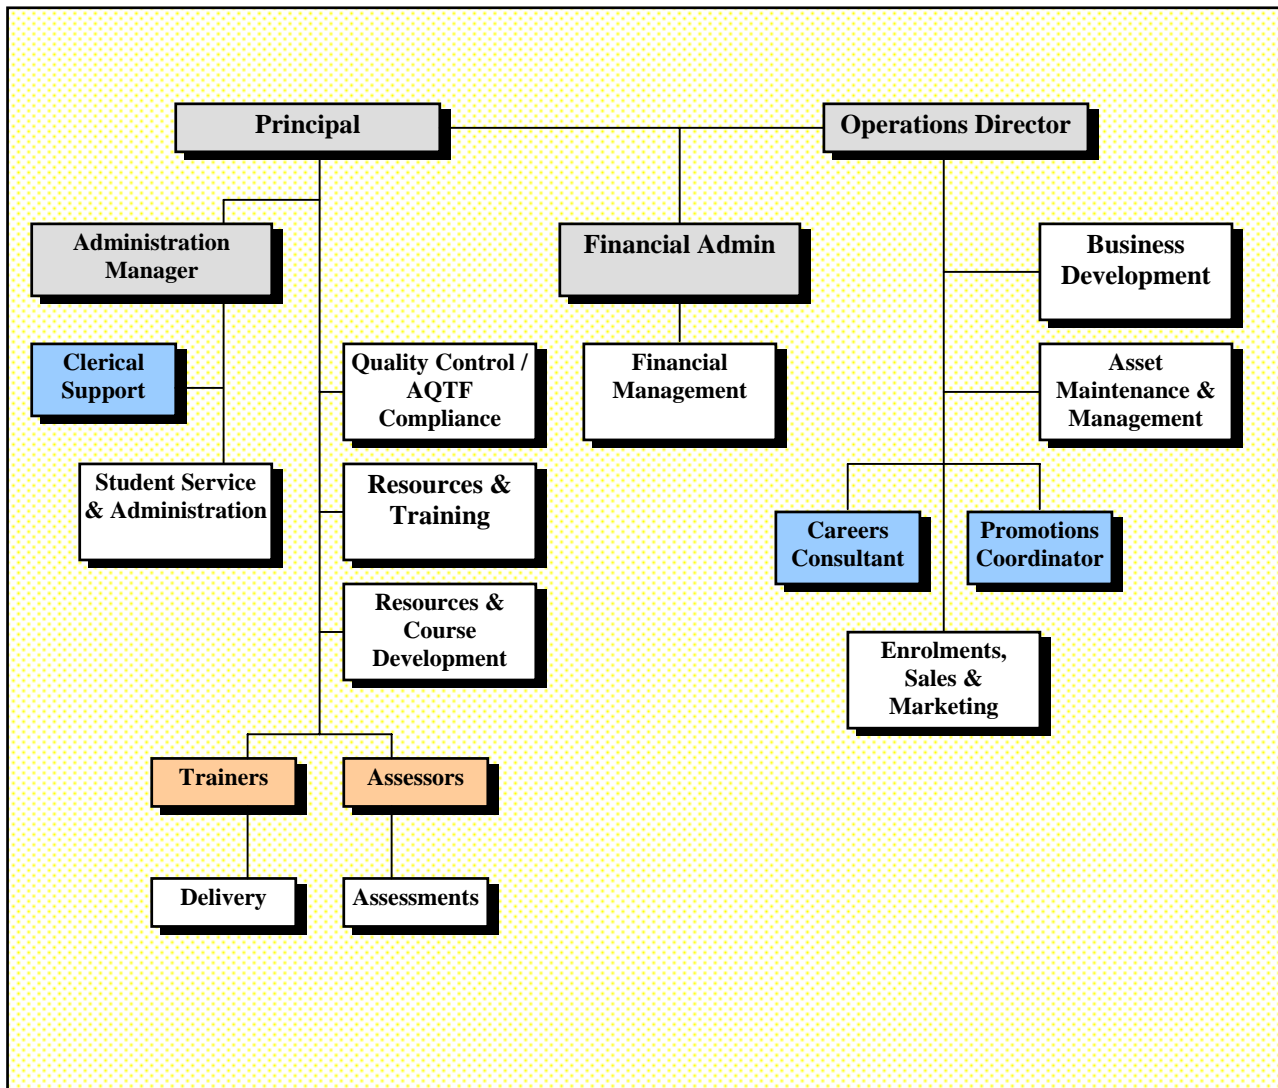 Principal
Operations Director
Administration
Manager
Financial Admin
Business
Development
Clerical
Support
Quality Control /
AQTF
Compliance
Financial
Management
Asset
Maintenance &
Management
Student Service
& Administration
Resources &
Training
Careers
Consultant
Promotions
Coordinator
Resources &
Course
Development
Enrolments,
Sales &
Marketing
Trainers
Assessors
Delivery
Assessments